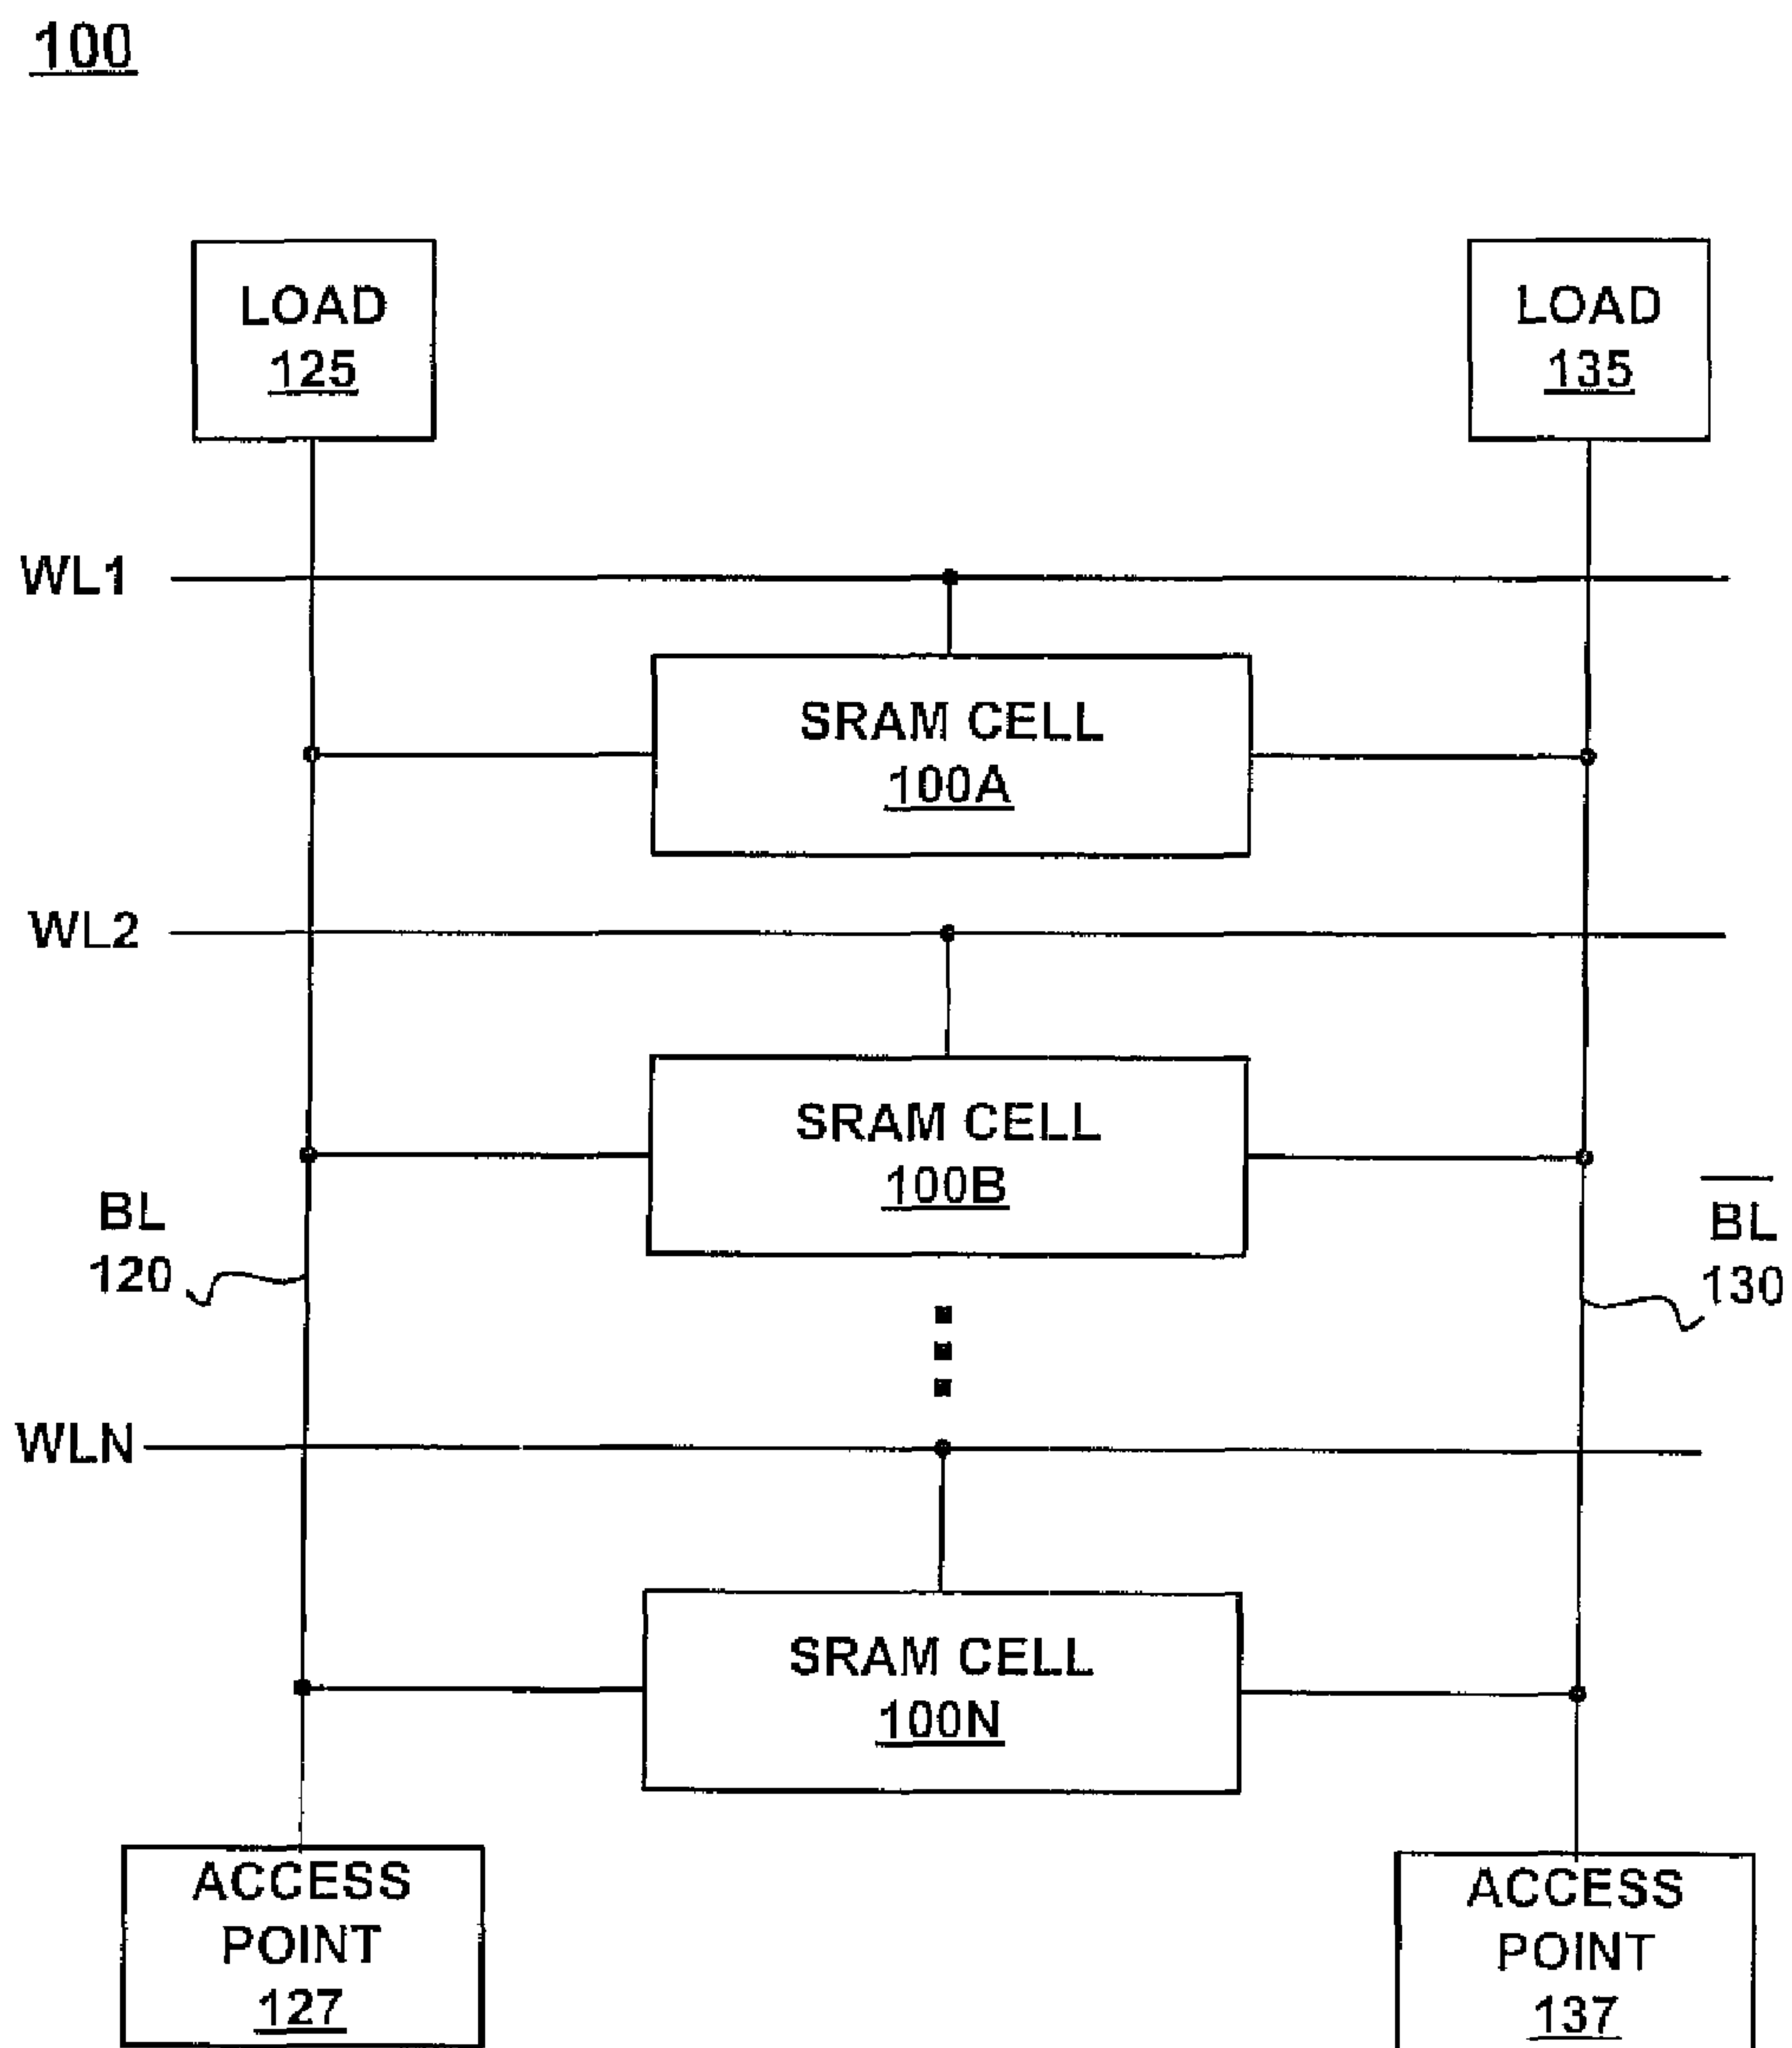 100
LOAD
125
LOAD
135
WL1
SRAM CELL
100A
WL2
SRAM CELL
100B
BL
120
B̅L̅
130
WLN
SRAM CELL
100N
ACCESS
POINT
127
ACCESS
POINT
137